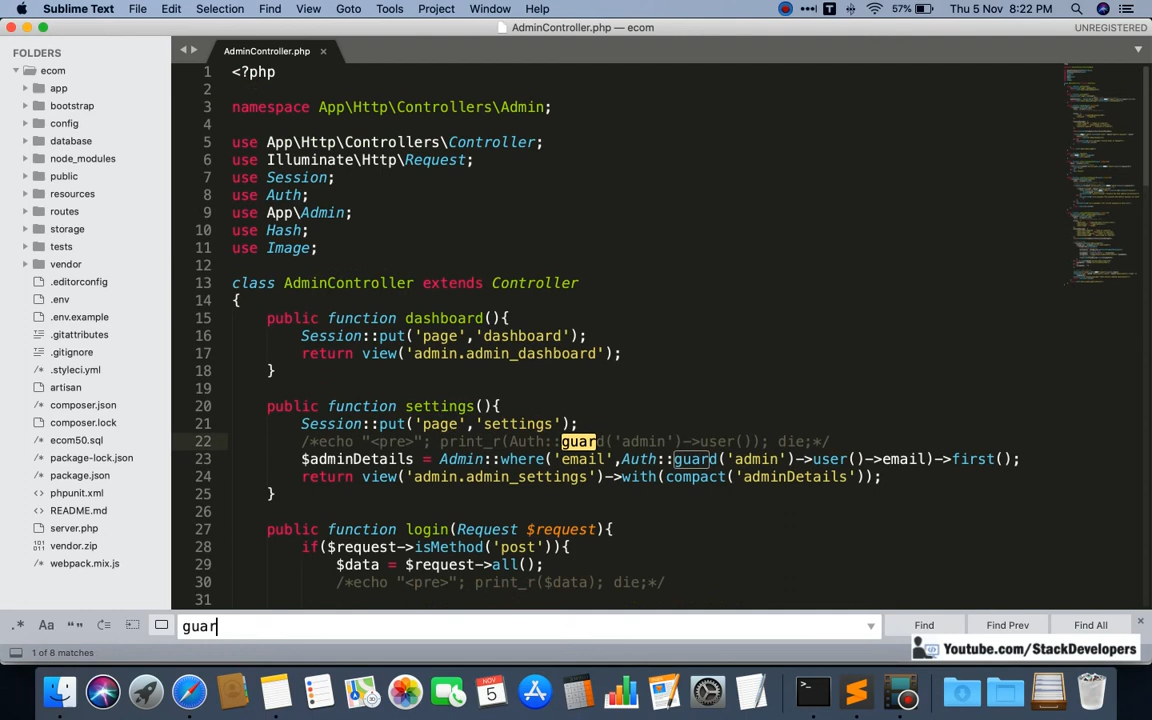 Sublime Text File Edit Selection Find View Goto Tools Project Window Help 57% Thu 5 Nov 8:22 PM
AdminController.php — ecom UNREGISTERED
FOLDERS
ecom
app
bootstrap
config
database
node_modules
public
resources
routes
storage
tests
vendor
.editorconfig
.env
.env.example
.gitattributes
.gitignore
.styleci.yml
artisan
composer.json
composer.lock
ecom50.sql
package-lock.json
package.json
phpunit.xml
README.md
server.php
vendor.zip
webpack.mix.js
AdminController.php ×
1 <?php
2
3 namespace App\Http\Controllers\Admin;
4
5 use App\Http\Controllers\Controller;
6 use Illuminate\Http\Request;
7 use Session;
8 use Auth;
9 use App\Admin;
10 use Hash;
11 use Image;
12
13 class AdminController extends Controller
14 {
15 public function dashboard(){
16 Session::put('page','dashboard');
17 return view('admin.admin_dashboard');
18 }
19
20 public function settings(){
21 Session::put('page','settings');
22 /*echo "<pre>"; print_r(Auth::guard('admin')->user()); die;*/
23 $adminDetails = Admin::where('email',Auth::guard('admin')->user()->email)->first();
24 return view('admin.admin_settings')->with(compact('adminDetails'));
25 }
26
27 public function login(Request $request){
28 if($request->isMethod('post')){
29 $data = $request->all();
30 /*echo "<pre>"; print_r($data); die;*/
31
.* Aa “” guar Find Find Prev Find All
1 of 8 matches
Youtube.com/StackDevelopers
NOV
5